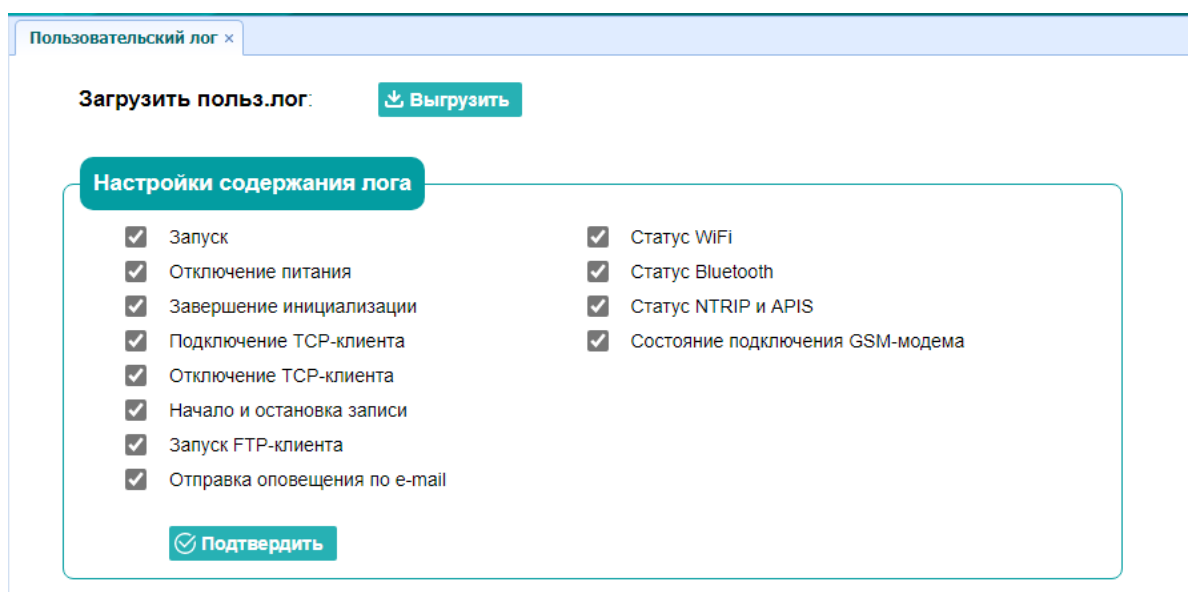 Пользовательский лог ×
Загрузить польз.лог: Выгрузить
Настройки содержания лога
Запуск
Отключение питания
Завершение инициализации
Подключение TCP-клиента
Отключение TCP-клиента
Начало и остановка записи
Запуск FTP-клиента
Отправка оповещения по e-mail
Статус WiFi
Статус Bluetooth
Статус NTRIP и APIS
Состояние подключения GSM-модема
Подтвердить